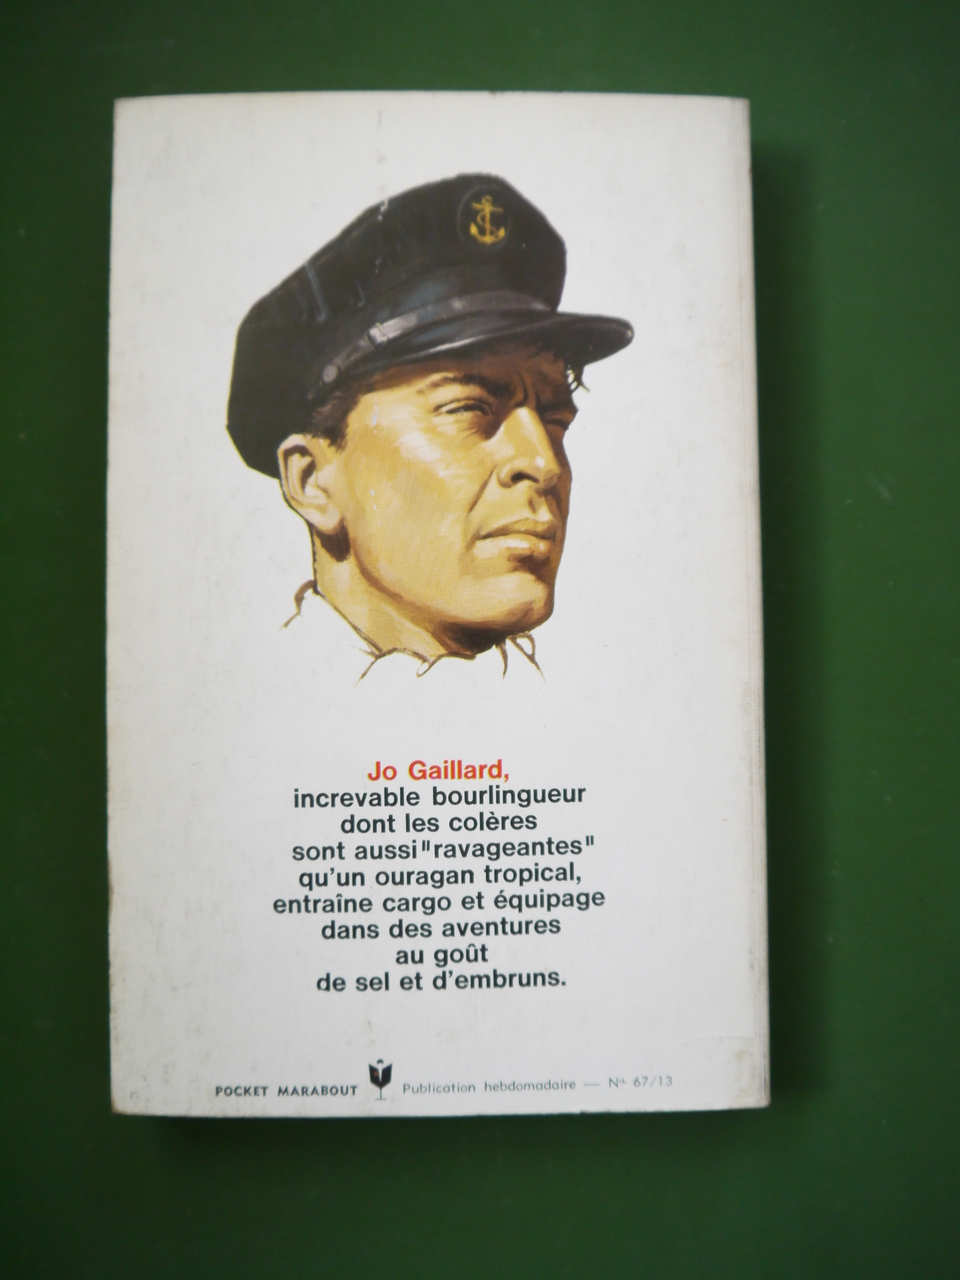 Jo Gaillard,
increvable bourlingueur
dont les colères
sont aussi "ravageantes"
qu'un ouragan tropical,
entraîne cargo et équipage
dans des aventures
au goût
de sel et d'embruns.
POCKET MARABOUT Publication hebdomadaire — Nº 67/13